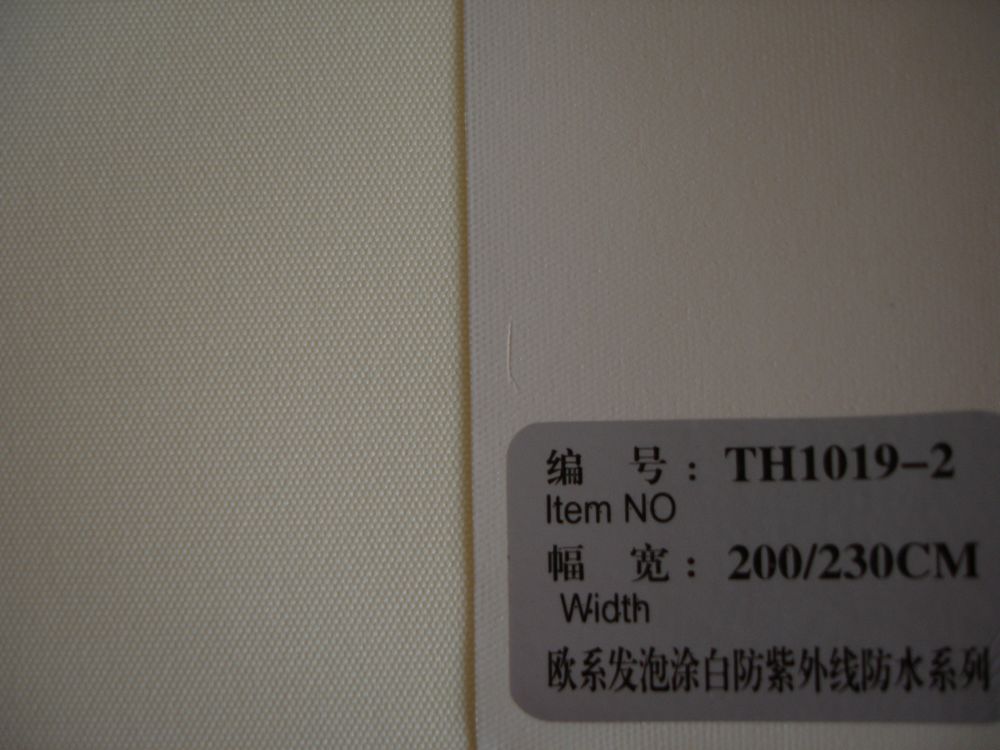 编 号：TH1019-2
Item NO
幅 宽：200/230CM
Width
欧系发泡涂白防紫外线防水系列